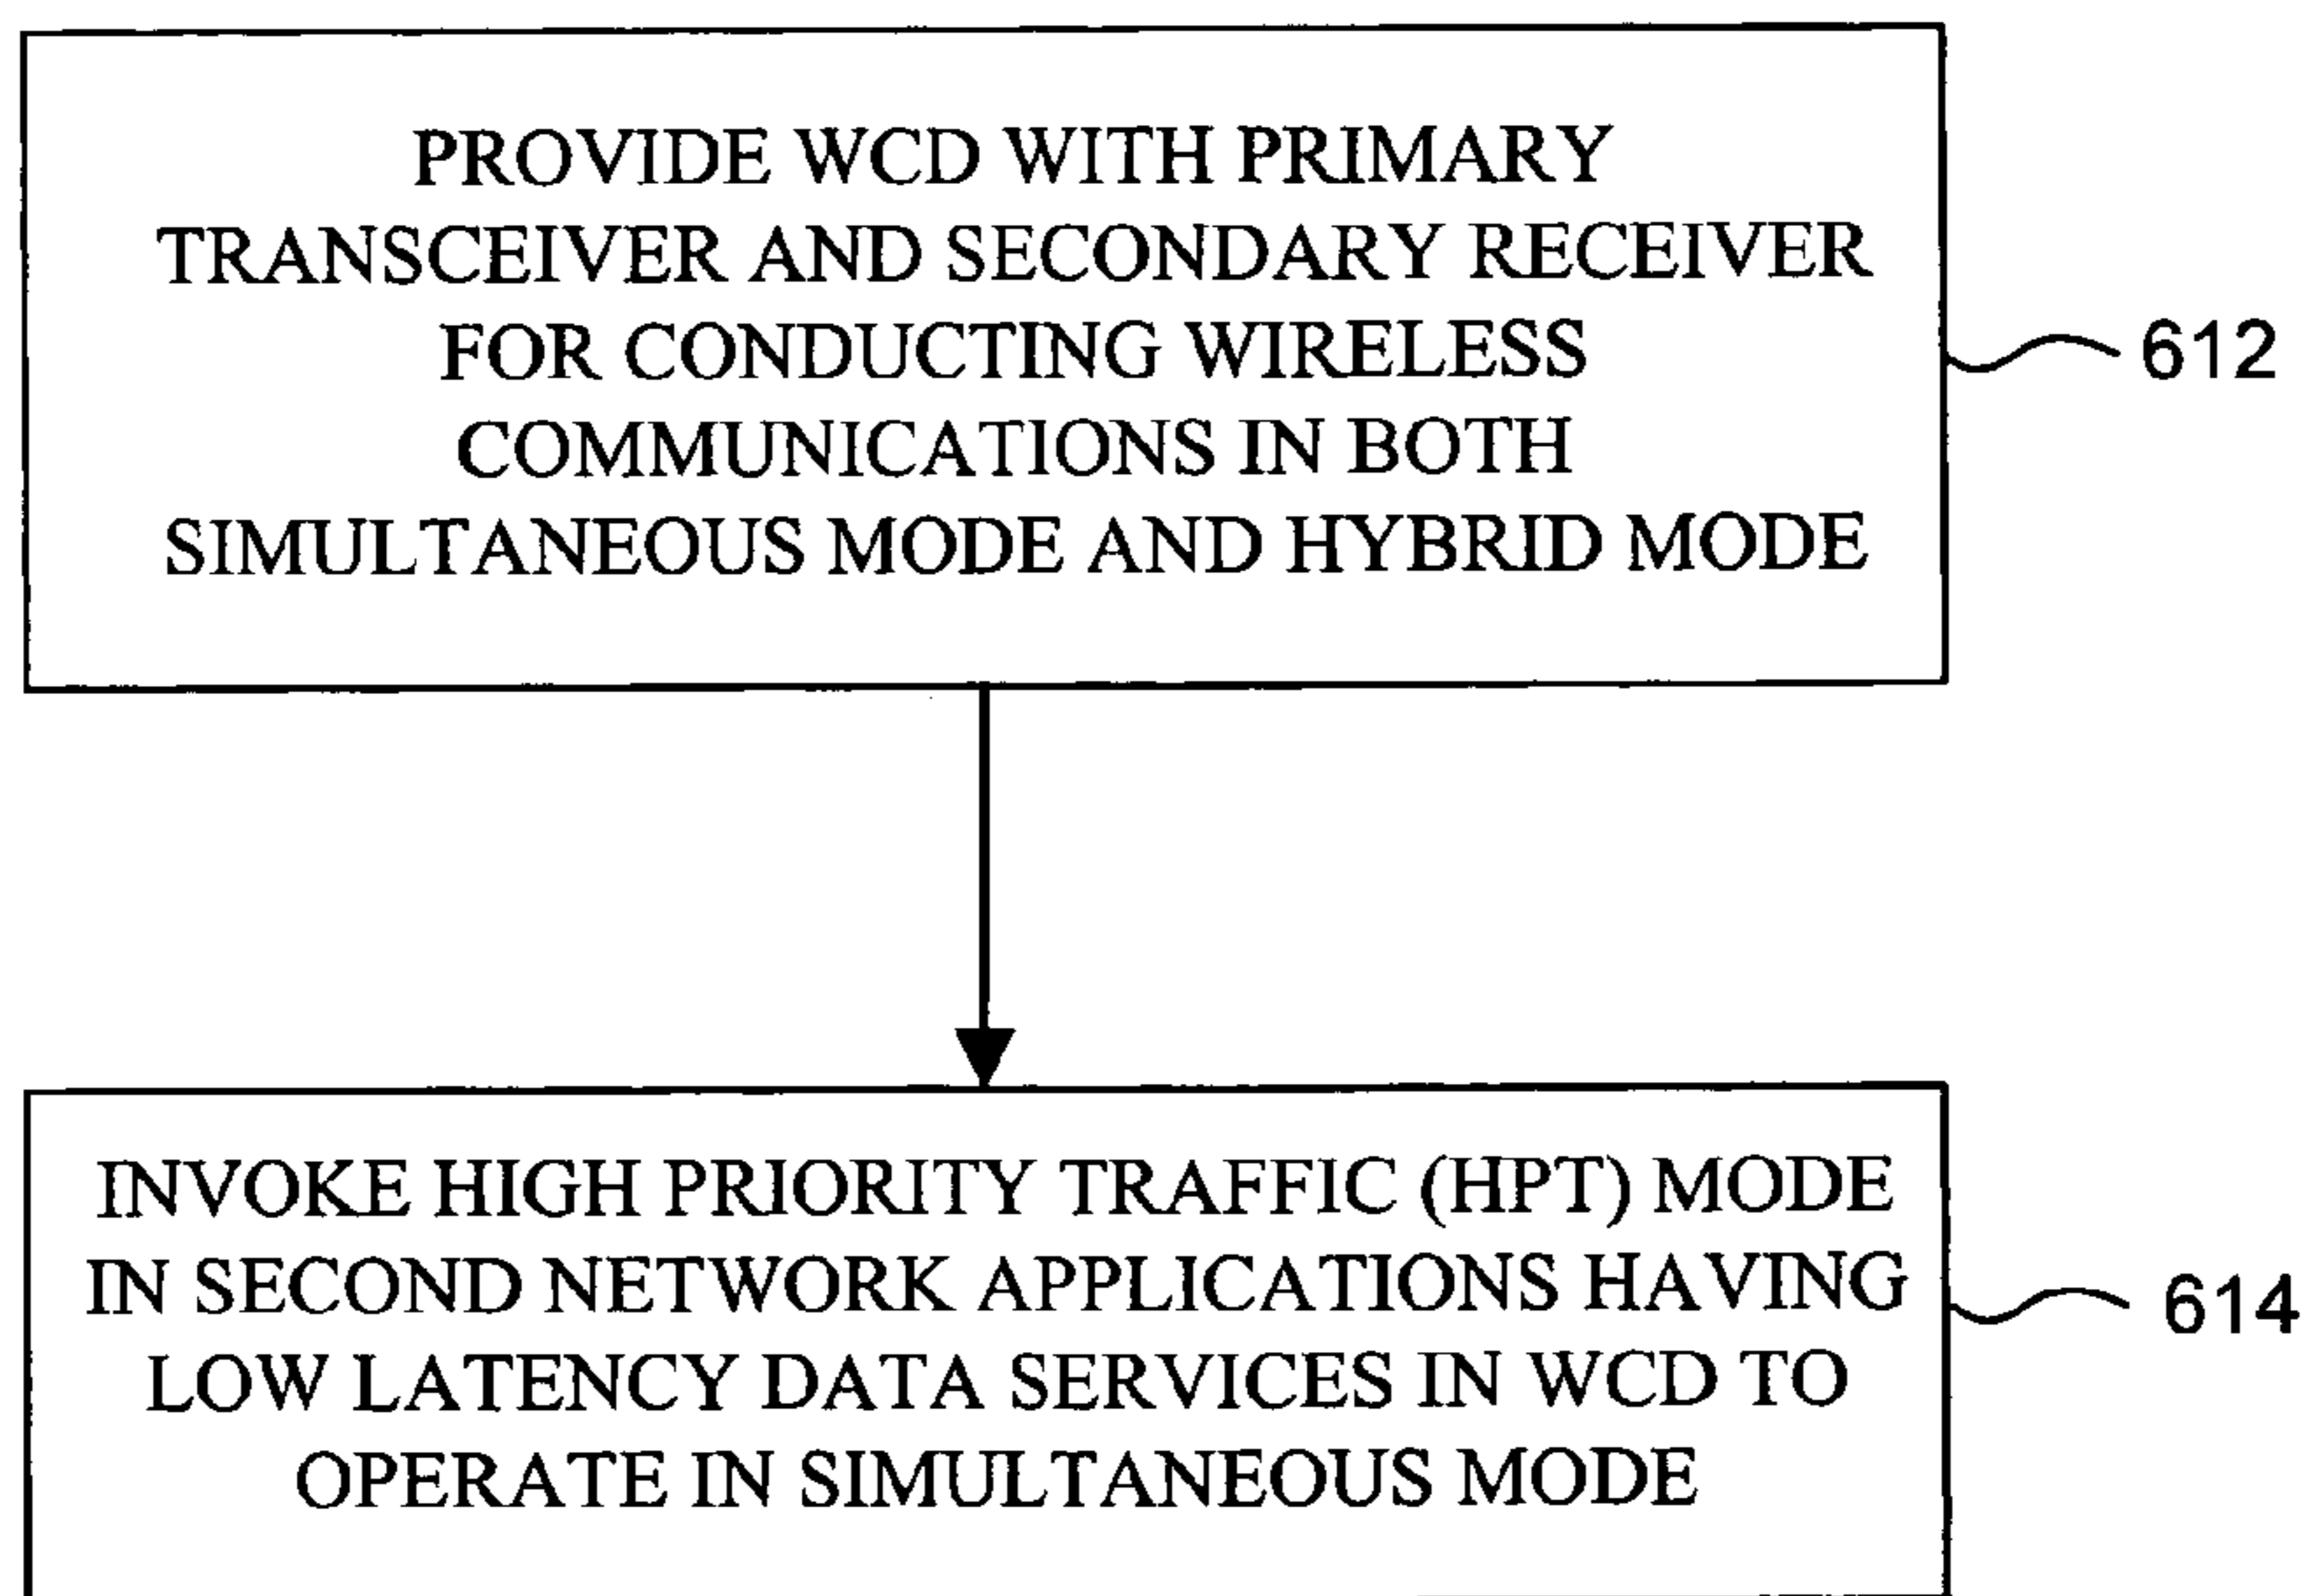 PROVIDE WCD WITH PRIMARY
TRANSCEIVER AND SECONDARY RECEIVER
FOR CONDUCTING WIRELESS
COMMUNICATIONS IN BOTH
SIMULTANEOUS MODE AND HYBRID MODE
612
INVOKE HIGH PRIORITY TRAFFIC (HPT) MODE
IN SECOND NETWORK APPLICATIONS HAVING
LOW LATENCY DATA SERVICES IN WCD TO
OPERATE IN SIMULTANEOUS MODE
614